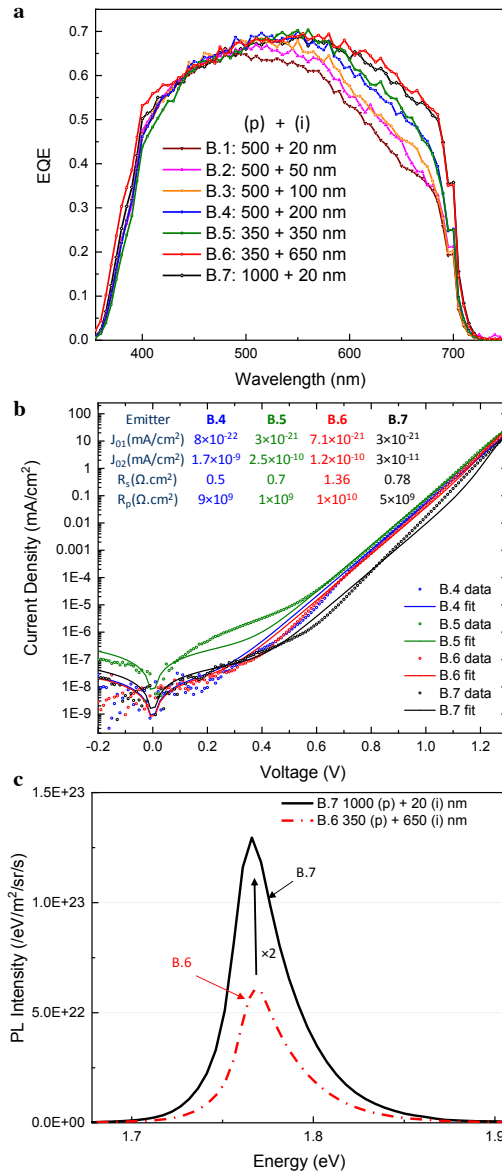 a
0.7
0.6
0.5
0.4
0.3
0.2
0.1
0.0
EQE
(p) + (i)
B.1: 500 + 20 nm
B.2: 500 + 50 nm
B.3: 500 + 100 nm
B.4: 500 + 200 nm
B.5: 350 + 350 nm
B.6: 350 + 650 nm
B.7: 1000 + 20 nm
400 500 600 700
Wavelength (nm)
b
100
10
1
0.1
0.01
0.001
1E-4
1E-5
1E-6
1E-7
1E-8
1E-9
Current Density (mA/cm²)
Emitter B.4 B.5 B.6 B.7
J₀₁(mA/cm²) 8×10⁻²² 3×10⁻²¹ 7.1×10⁻²¹ 3×10⁻²¹
J₀₂(mA/cm²) 1.7×10⁻⁹ 2.5×10⁻¹⁰ 1.2×10⁻¹⁰ 3×10⁻¹¹
Rₛ(Ω.cm²) 0.5 0.7 1.36 0.78
Rₚ(Ω.cm²) 9×10⁹ 1×10⁹ 1×10¹⁰ 5×10⁹
B.4 data
B.4 fit
B.5 data
B.5 fit
B.6 data
B.6 fit
B.7 data
B.7 fit
-0.2 0.0 0.2 0.4 0.6 0.8 1.0 1.2
Voltage (V)
c
1.5E+23
1.0E+23
5.0E+22
0.0E+00
PL Intensity (/eV/m²/sr/s)
B.7 1000 (p) + 20 (i) nm
B.6 350 (p) + 650 (i) nm
B.7
×2
B.6
1.7 1.8 1.9
Energy (eV)